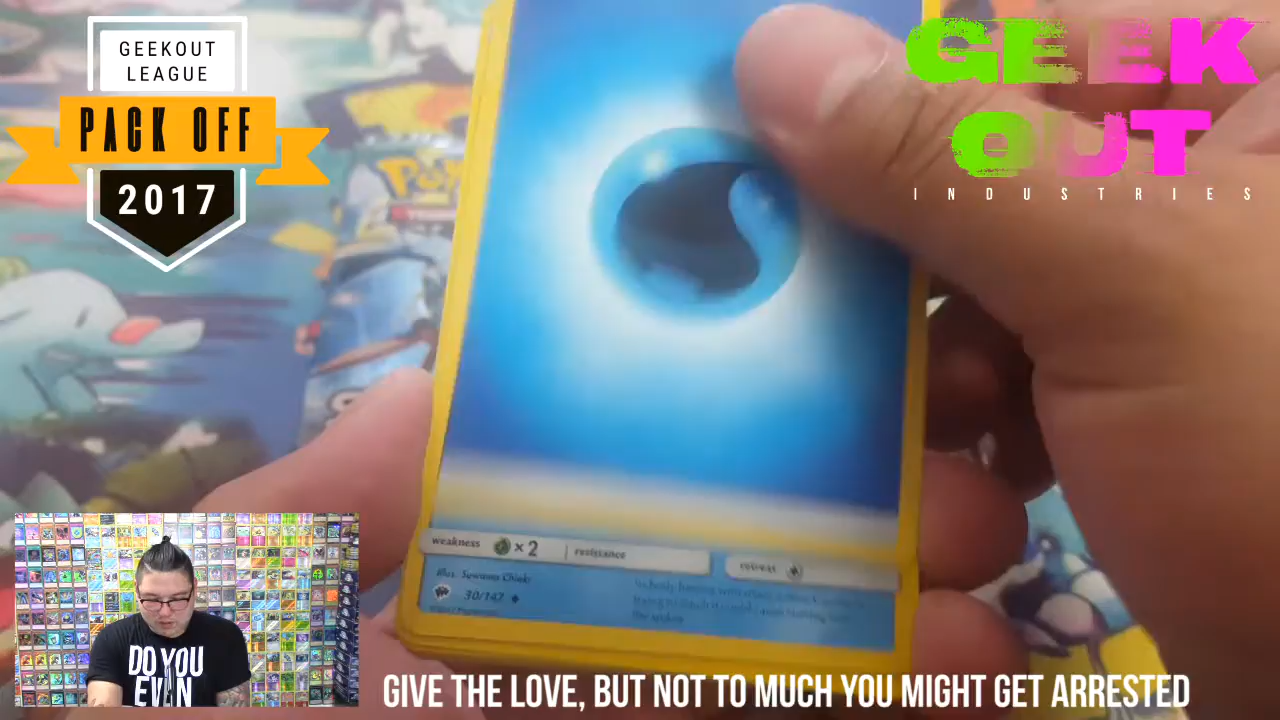 GEEKOUT
LEAGUE
PACK OFF
2017
GEEK
OUT
INDUSTRIES
weakness ×2 resistance
retreat
Illus.
30/147
DO YOU
EVEN
GIVE THE LOVE, BUT NOT TO MUCH YOU MIGHT GET ARRESTED